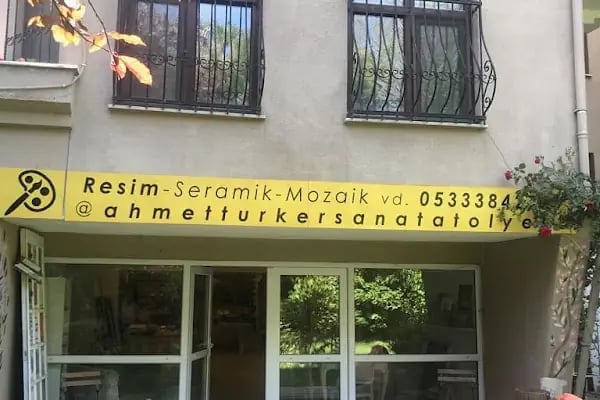 Resim-Seramik-Mozaik vd. 0533384
@ahmetturkersanatatolye